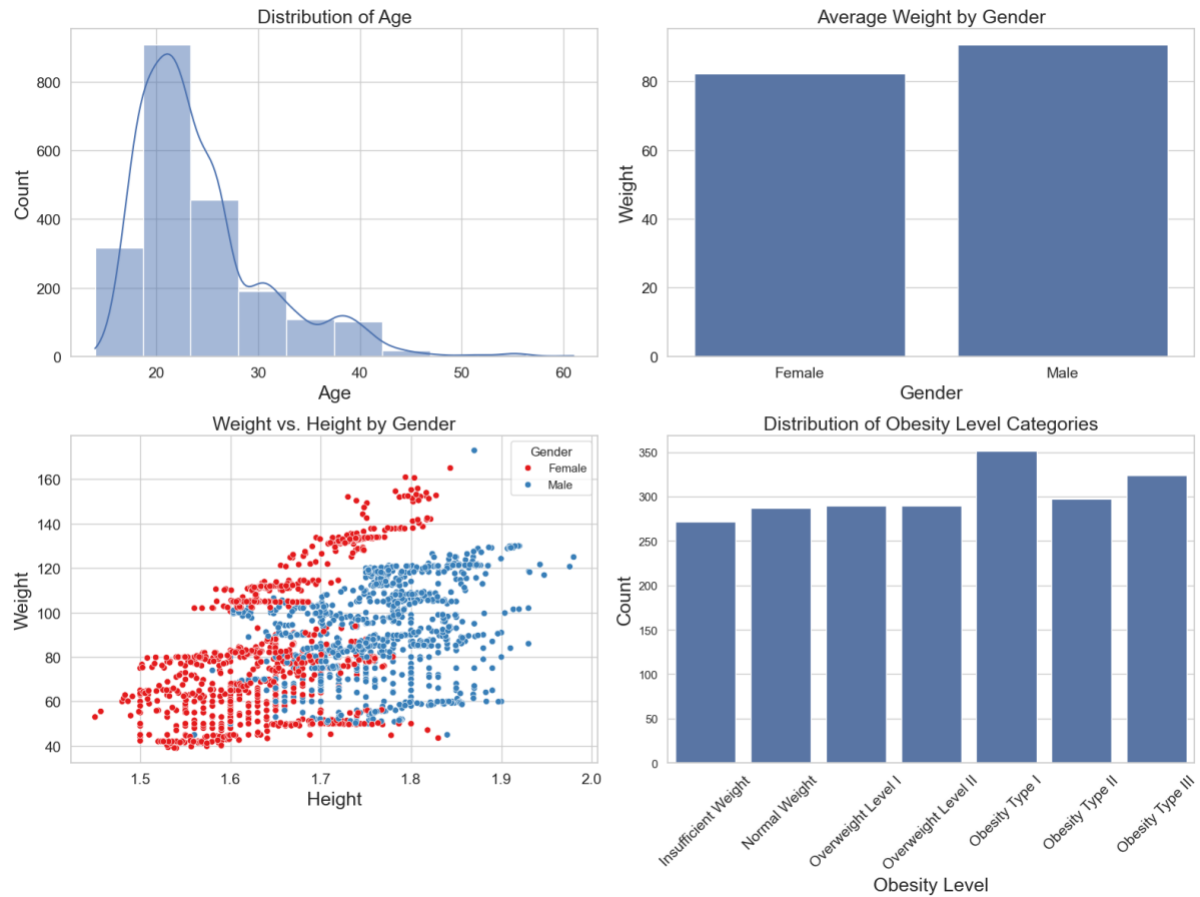 Distribution of Age
Count
800
600
400
200
0
20 30 40 50 60
Age
Average Weight by Gender
Weight
80
60
40
20
0
Female Male
Gender
Weight vs. Height by Gender
Gender
Female
Male
Weight
160
140
120
100
80
60
40
1.5 1.6 1.7 1.8 1.9 2.0
Height
Distribution of Obesity Level Categories
Count
350
300
250
200
150
100
50
0
Insufficient Weight
Normal Weight
Overweight Level I
Overweight Level II
Obesity Type I
Obesity Type II
Obesity Type III
Obesity Level